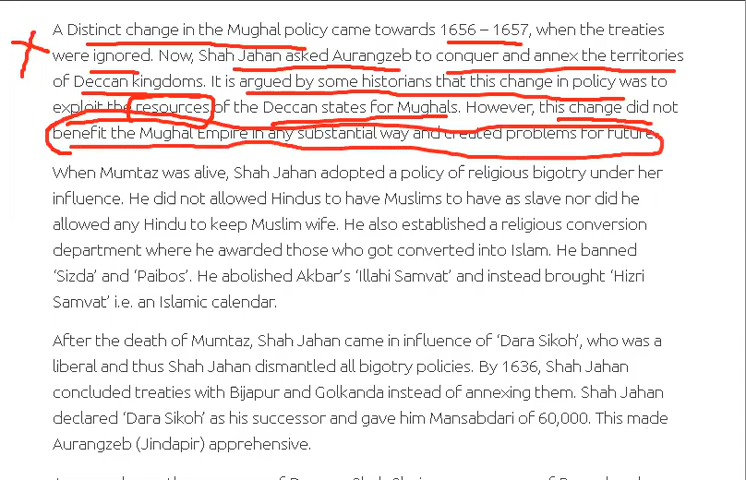 A Distinct change in the Mughal policy came towards 1656 – 1657, when the treaties
were ignored. Now, Shah Jahan asked Aurangzeb to conquer and annex the territories
of Deccan kingdoms. It is argued by some historians that this change in policy was to
exploit the resources of the Deccan states for Mughals. However, this change did not
benefit the Mughal Empire in any substantial way and created problems for future.
When Mumtaz was alive, Shah Jahan adopted a policy of religious bigotry under her
influence. He did not allowed Hindus to have Muslims to have as slave nor did he
allowed any Hindu to keep Muslim wife. He also established a religious conversion
department where he awarded those who got converted into Islam. He banned
‘Sizda’ and ‘Paibos’. He abolished Akbar’s ‘Illahi Samvat’ and instead brought ‘Hizri
Samvat’ i.e. an Islamic calendar.
After the death of Mumtaz, Shah Jahan came in influence of ‘Dara Sikoh’, who was a
liberal and thus Shah Jahan dismantled all bigotry policies. By 1636, Shah Jahan
concluded treaties with Bijapur and Golkanda instead of annexing them. Shah Jahan
declared ‘Dara Sikoh’ as his successor and gave him Mansabdari of 60,000. This made
Aurangzeb (Jindapir) apprehensive.